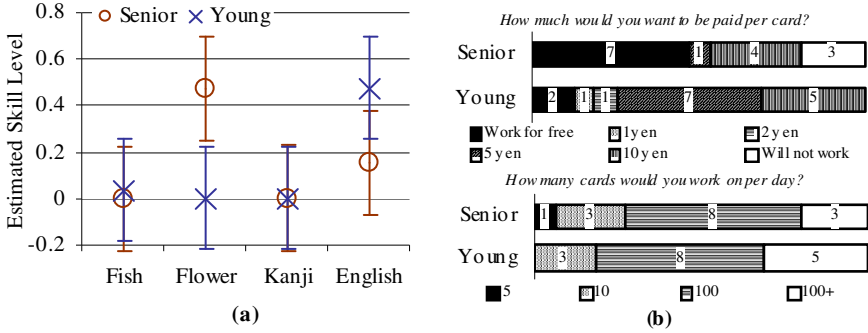 0.8
Senior Young
0.6
0.4
0.2
0
-0.2
Estimated Skill Level
Fish Flower Kanji English
(a)
How much would you want to be paid per card?
Senior 7 1 4 3
Young 2 1 1 7 5
Work for free 1 yen 2 yen
5 yen 10 yen Will not work
How many cards would you work on per day?
Senior 1 3 8 3
Young 3 8 5
5 10 100 100+
(b)